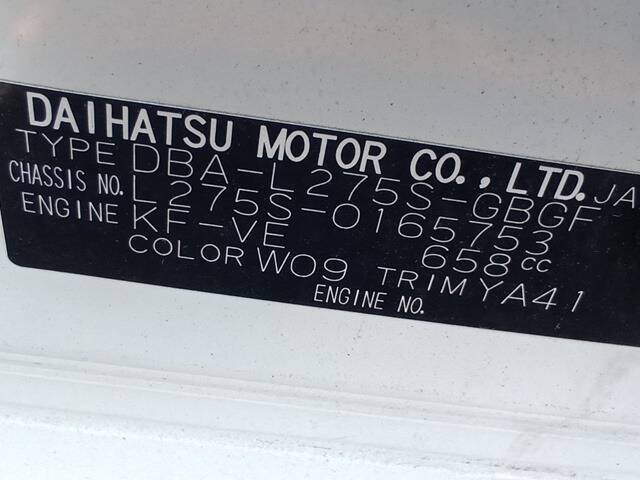 DAIHATSU MOTOR CO., LTD. JA
TYPE DBA-L275S-GBGF
CHASSIS NO. L275S-0165753
ENGINE KF-VE 658cc
COLOR W09 TRIM YA41
ENGINE NO.